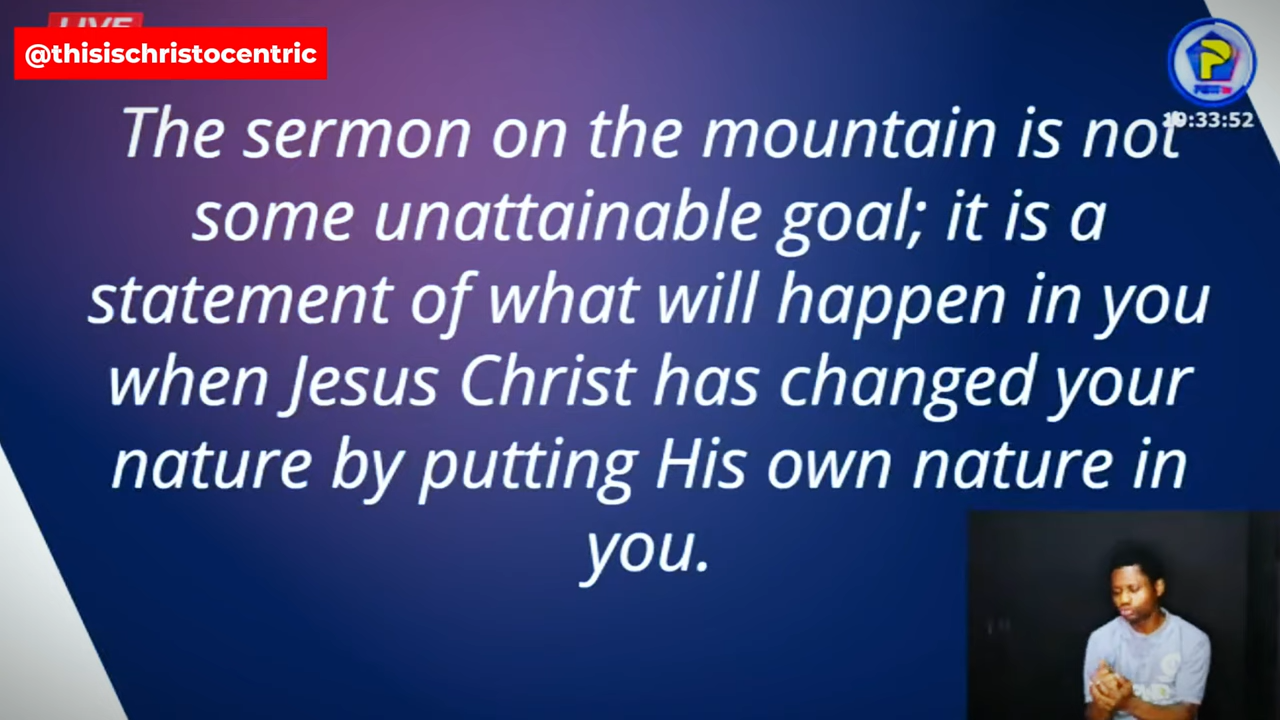 LIVE
@thisischristocentric
The sermon on the mountain is not
some unattainable goal; it is a
statement of what will happen in you
when Jesus Christ has changed your
nature by putting His own nature in
you.
P
19:33:52